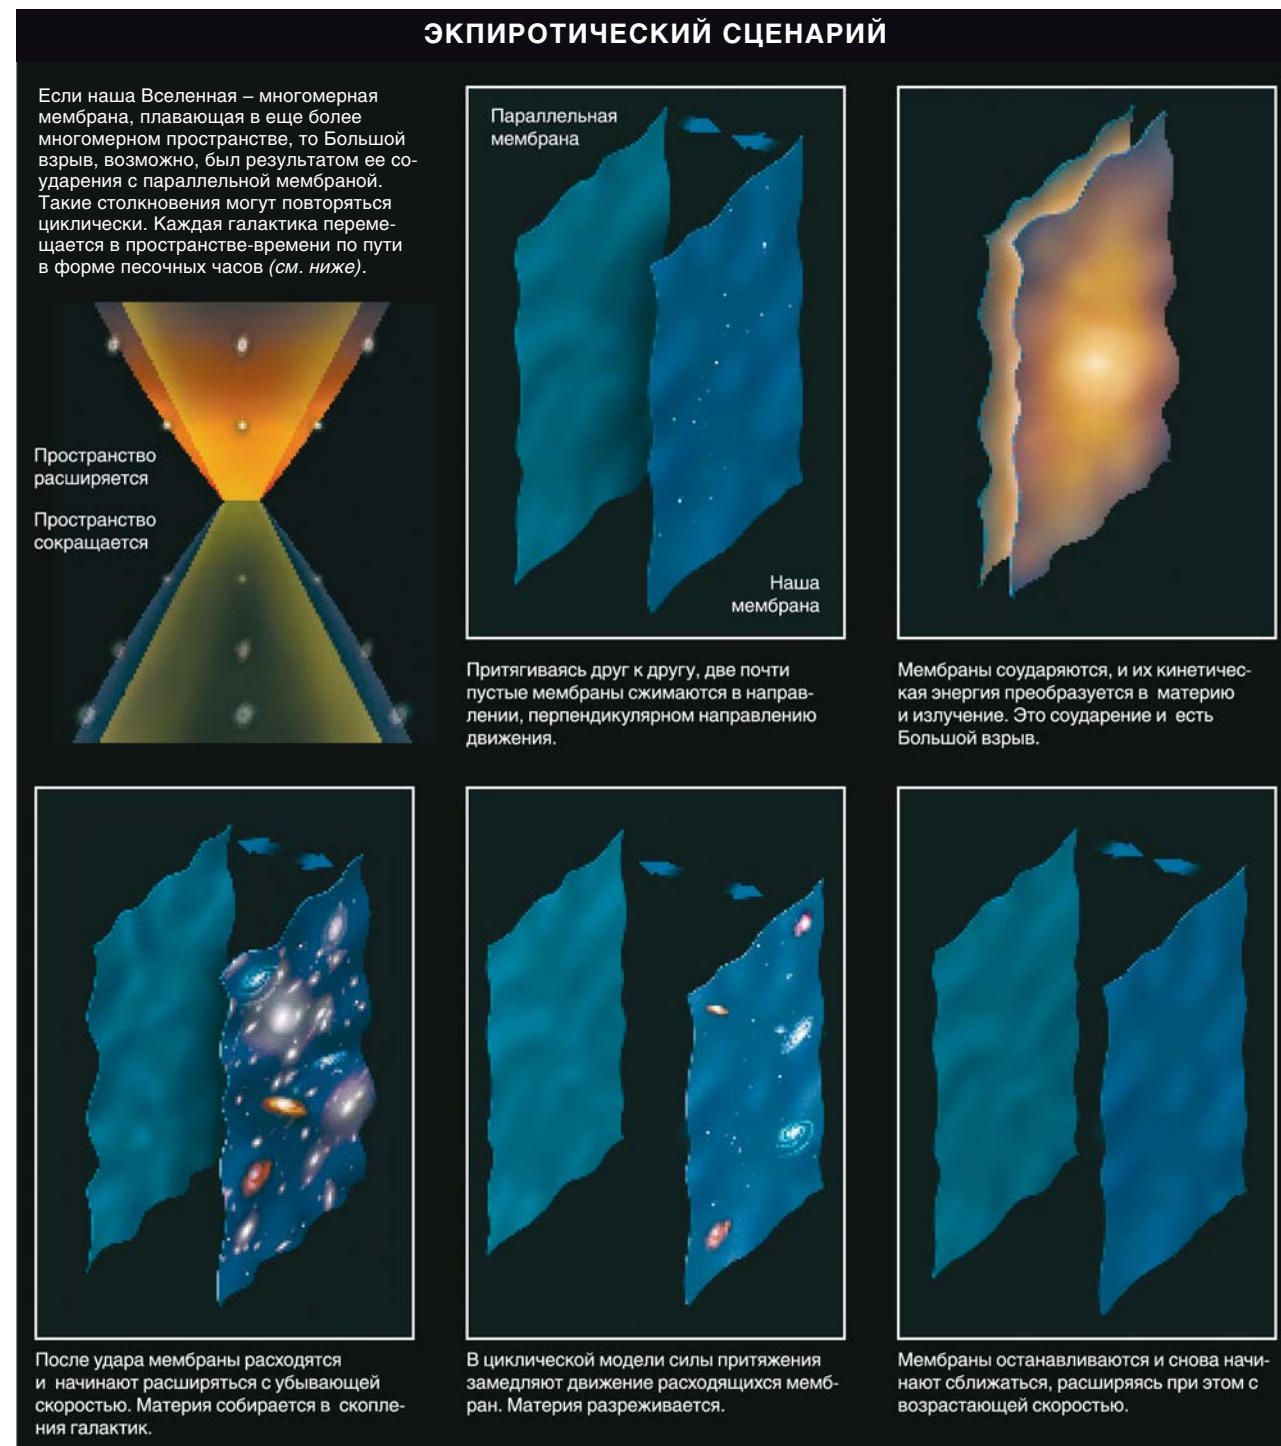 ЭКПИРОТИЧЕСКИЙ СЦЕНАРИЙ
Если наша Вселенная – многомерная
мембрана, плавающая в еще более
многомерном пространстве, то Большой
взрыв, возможно, был результатом ее со-
ударения с параллельной мембраной.
Такие столкновения могут повторяться
циклически. Каждая галактика переме-
щается в пространстве-времени по пути
в форме песочных часов (см. ниже).
Пространство
расширяется
Пространство
сокращается
Параллельная
мембрана
Наша
мембрана
Притягиваясь друг к другу, две почти
пустые мембраны сжимаются в направ-
лении, перпендикулярном направлению
движения.
Мембраны соударяются, и их кинетичес-
кая энергия преобразуется в материю
и излучение. Это соударение и есть
Большой взрыв.
После удара мембраны расходятся
и начинают расширяться с убывающей
скоростью. Материя собирается в скопле-
ния галактик.
В циклической модели силы притяжения
замедляют движение расходящихся мемб-
ран. Материя разреживается.
Мембраны останавливаются и снова начи-
нают сближаться, расширяясь при этом с
возрастающей скоростью.